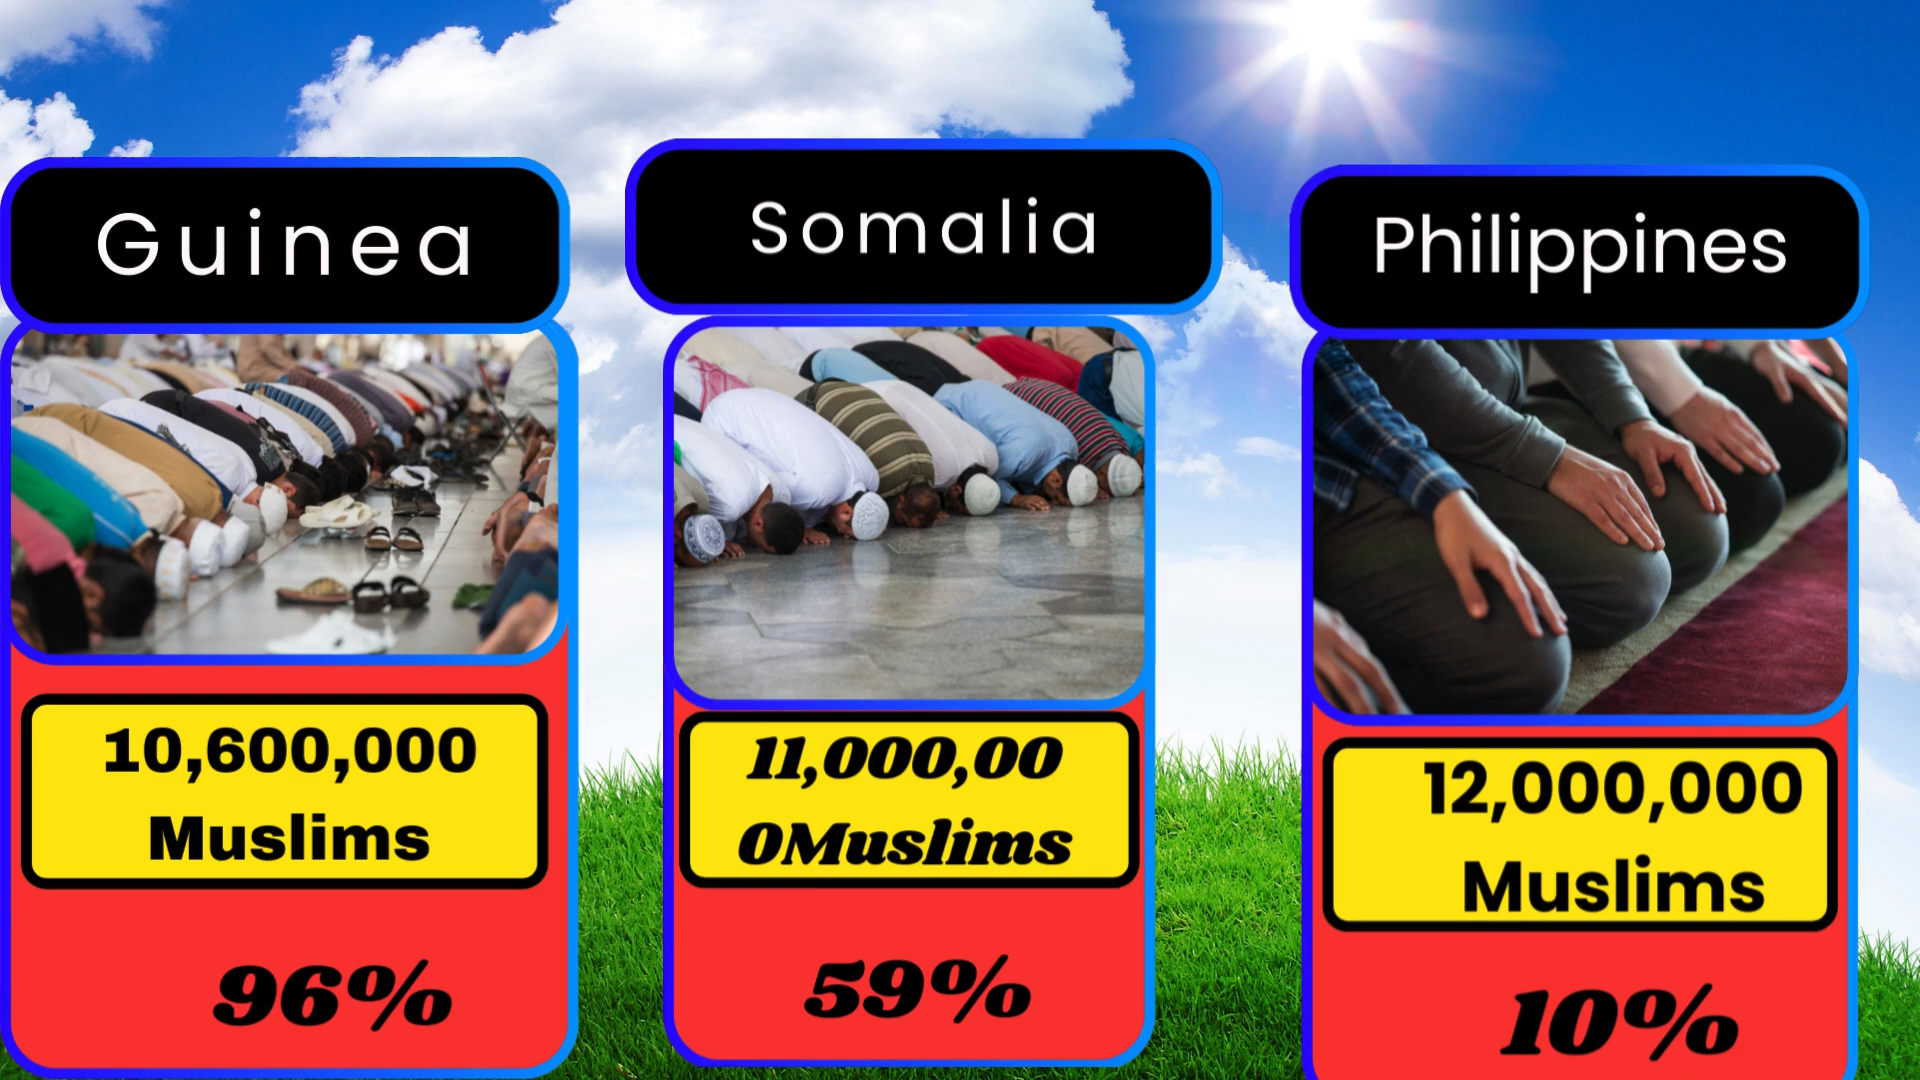 Guinea
10,600,000
Muslims
96%
Somalia
11,000,00
0Muslims
59%
Philippines
12,000,000
Muslims
10%